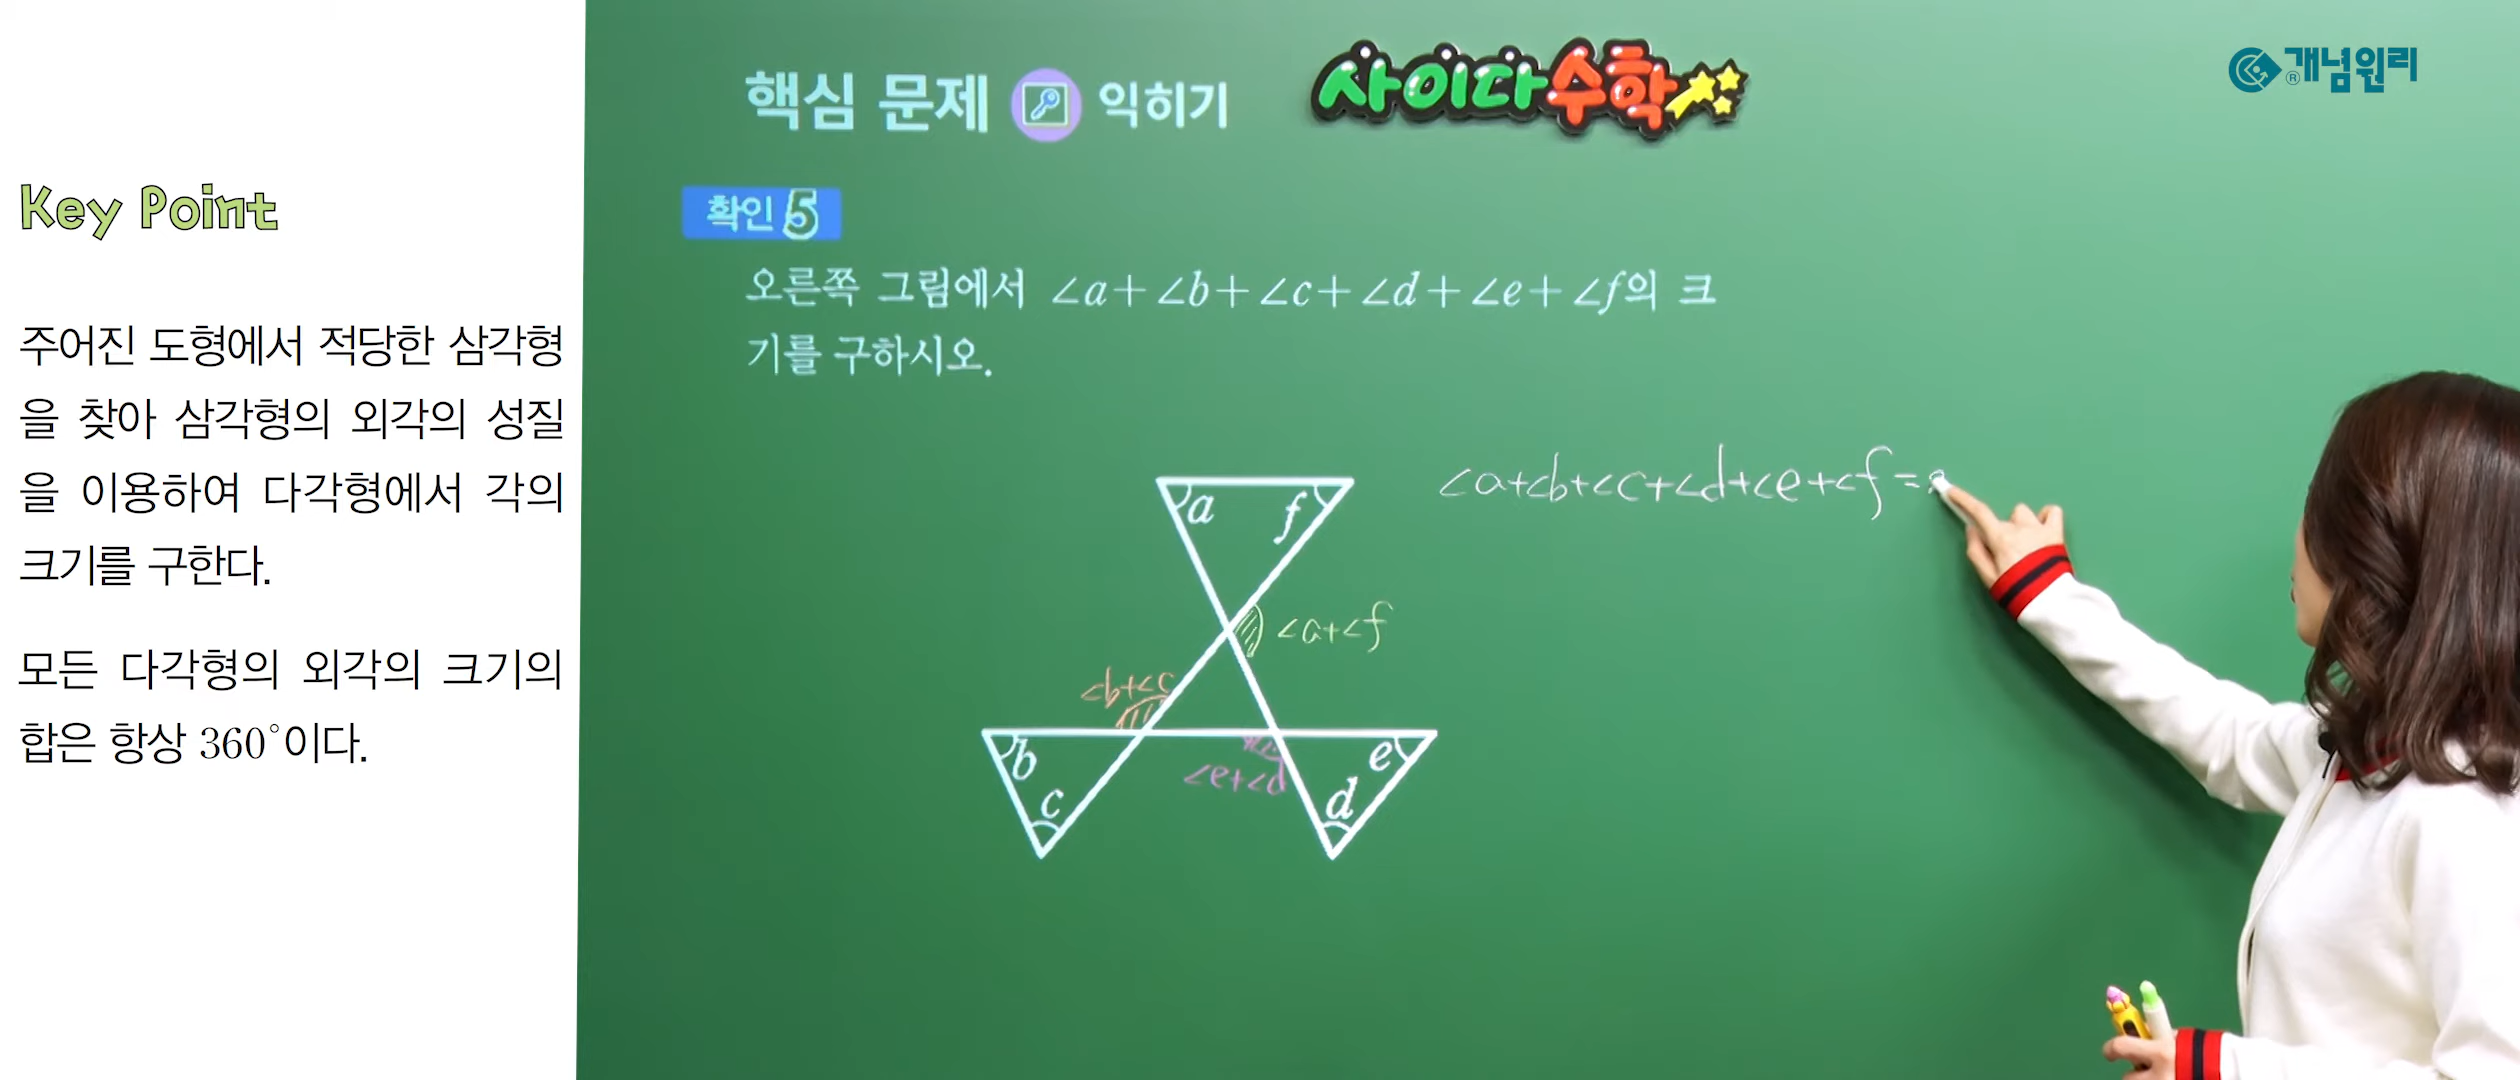 Key Point
주어진 도형에서 적당한 삼각형
을 찾아 삼각형의 외각의 성질
을 이용하여 다각형에서 각의
크기를 구한다.
모든 다각형의 외각의 크기의
합은 항상 360°이다.
핵심 문제 익히기
사이다수학
개념원리
확인 5
오른쪽 그림에서 ∠a+∠b+∠c+∠d+∠e+∠f의 크
기를 구하시오.
∠a+∠b+∠c+∠d+∠e+∠f=
a f
∠a+∠f
∠b+∠c
b e
∠e+∠d
c d